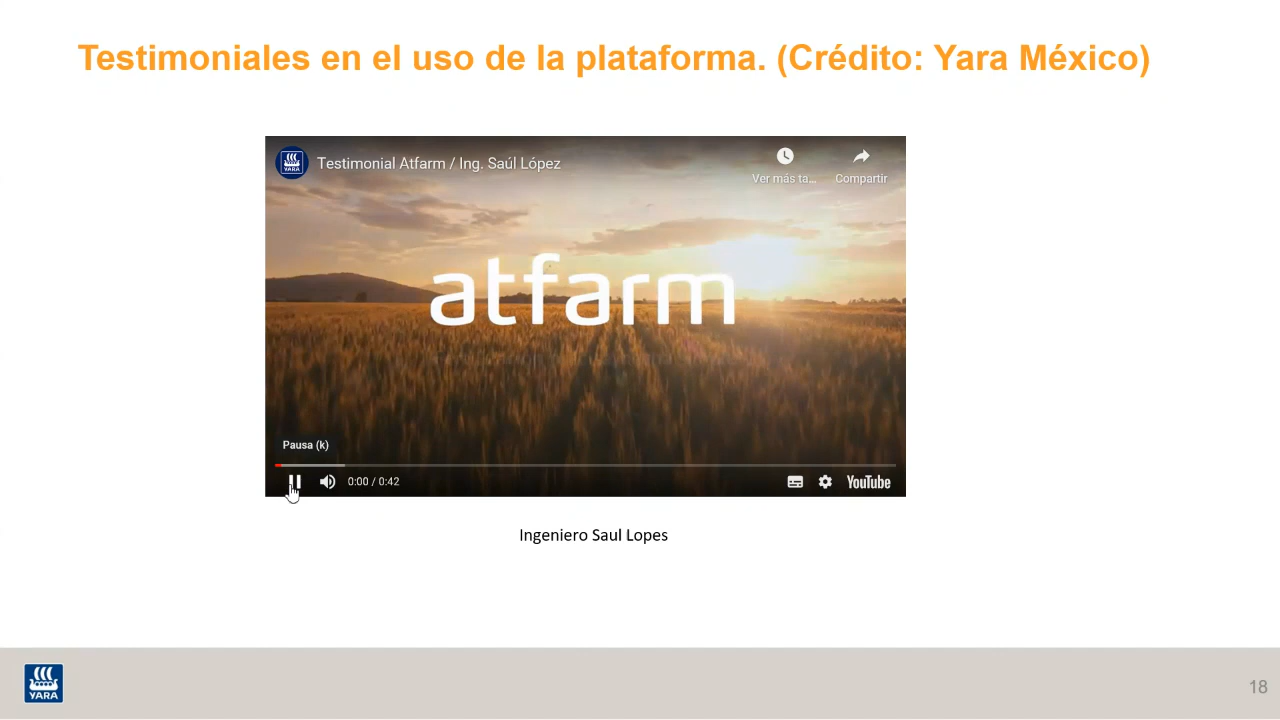 Testimoniales en el uso de la plataforma. (Crédito: Yara México)
YARA
Testimonial Atfarm / Ing. Saúl López
Ver más ta...
Compartir
atfarm
Pausa (k)
0:00 / 0:42
YouTube
Ingeniero Saul Lopes
YARA
18